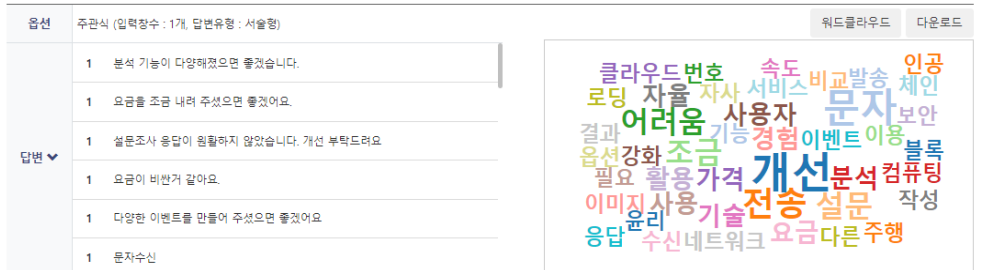 옵션 주관식 (입력창수 : 1개, 답변유형 : 서술형) 워드클라우드 다운로드
답변
1 분석 기능이 다양해졌으면 좋겠습니다.
1 요금을 조금 내려 주셨으면 좋겠어요.
1 설문조사 응답이 원활하지 않았습니다. 개선 부탁드려요
1 요금이 비싼거 같아요.
1 다양한 이벤트를 만들어 주셨으면 좋겠어요
1 문자수신
클라우드 번호 속도 비교 발송 인공
로딩 자율 자사 서비스 문자 체인
어려움 사용자 보안
결과 기능 경험 이벤트 이용 블록
옵션 강화 조금 개선 분석 컴퓨팅
필요 활용 가격
이미지 사용 기술 전송 설문 작성
윤리
응답 수신 네트워크 요금 다른 주행